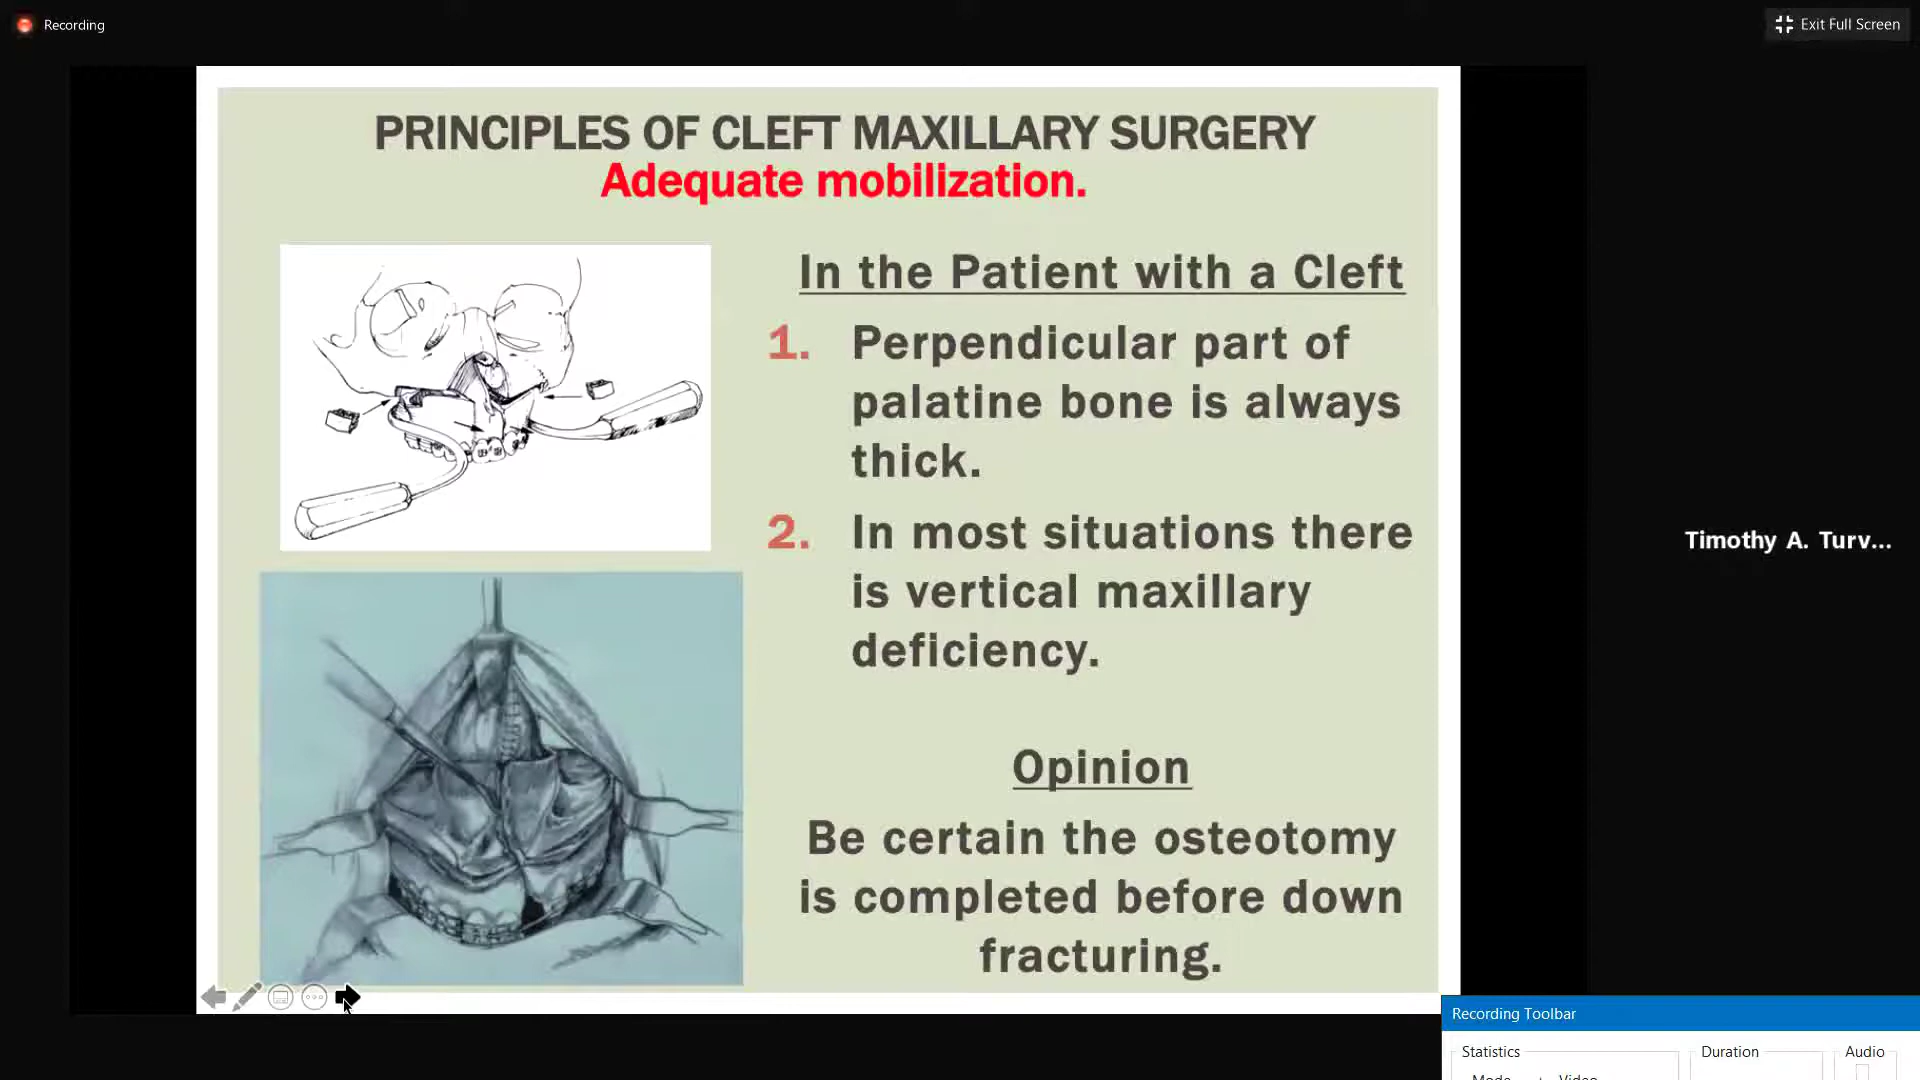 Recording
Exit Full Screen
PRINCIPLES OF CLEFT MAXILLARY SURGERY
Adequate mobilization.
In the Patient with a Cleft
1. Perpendicular part of
palatine bone is always
thick.
2. In most situations there
is vertical maxillary
deficiency.
Opinion
Be certain the osteotomy
is completed before down
fracturing.
Timothy A. Turv...
Recording Toolbar
Statistics
Duration
Audio
Mode
Video